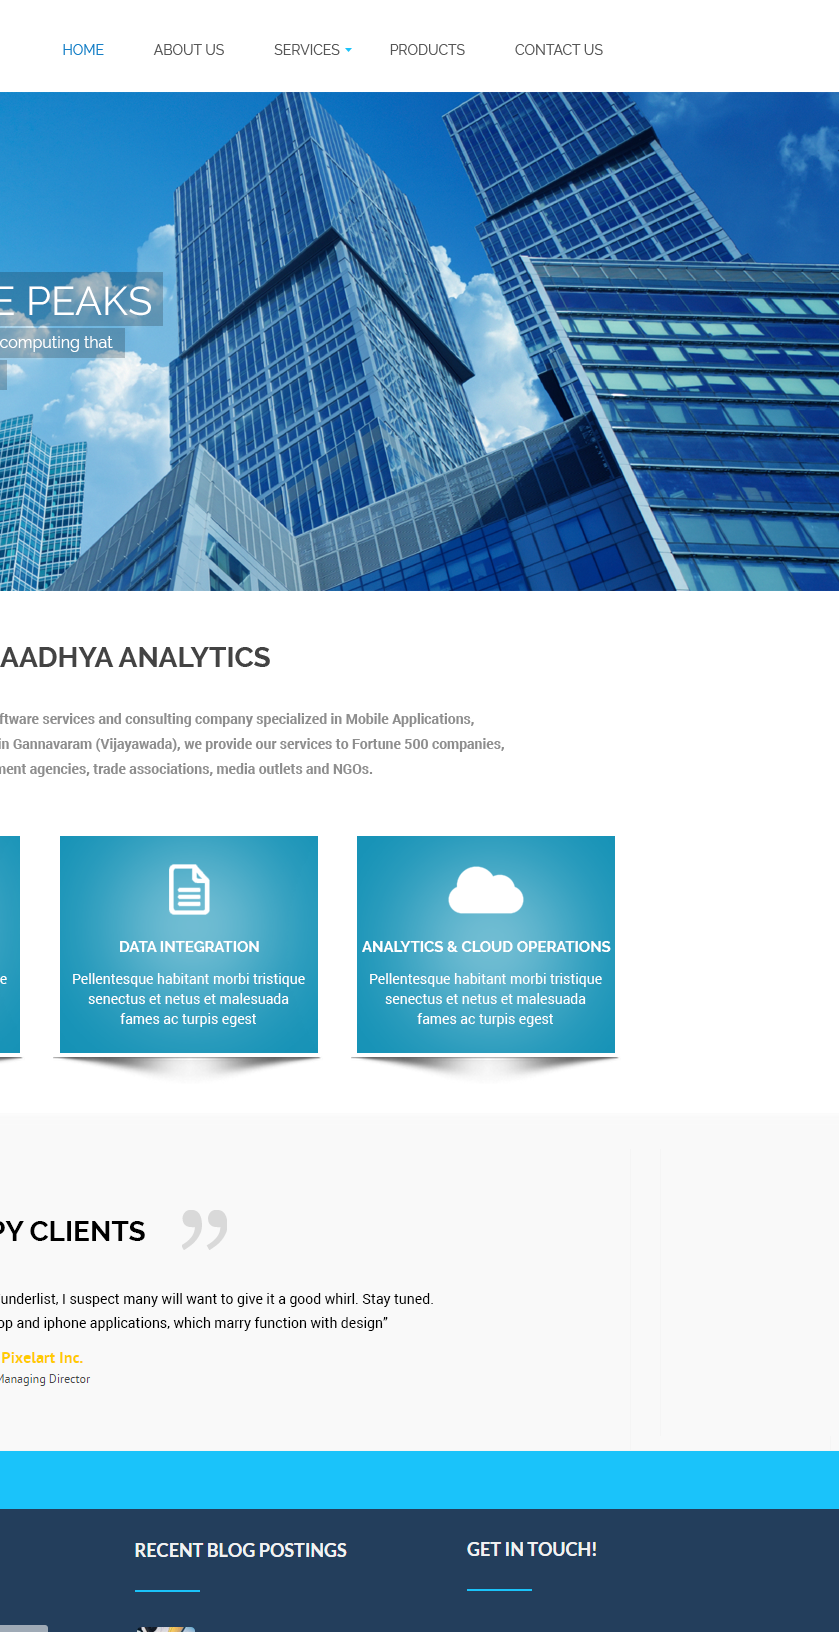 HOME ABOUT US SERVICES PRODUCTS CONTACT US
E PEAKS
computing that
AADHYA ANALYTICS
ftware services and consulting company specialized in Mobile Applications,
in Gannavaram (Vijayawada), we provide our services to Fortune 500 companies,
ment agencies, trade associations, media outlets and NGOs.
e
DATA INTEGRATION
Pellentesque habitant morbi tristique
senectus et netus et malesuada
fames ac turpis egest
ANALYTICS & CLOUD OPERATIONS
Pellentesque habitant morbi tristique
senectus et netus et malesuada
fames ac turpis egest
PY CLIENTS ”
underlist, I suspect many will want to give it a good whirl. Stay tuned.
op and iphone applications, which marry function with design”
Pixelart Inc.
Managing Director
RECENT BLOG POSTINGS
GET IN TOUCH!